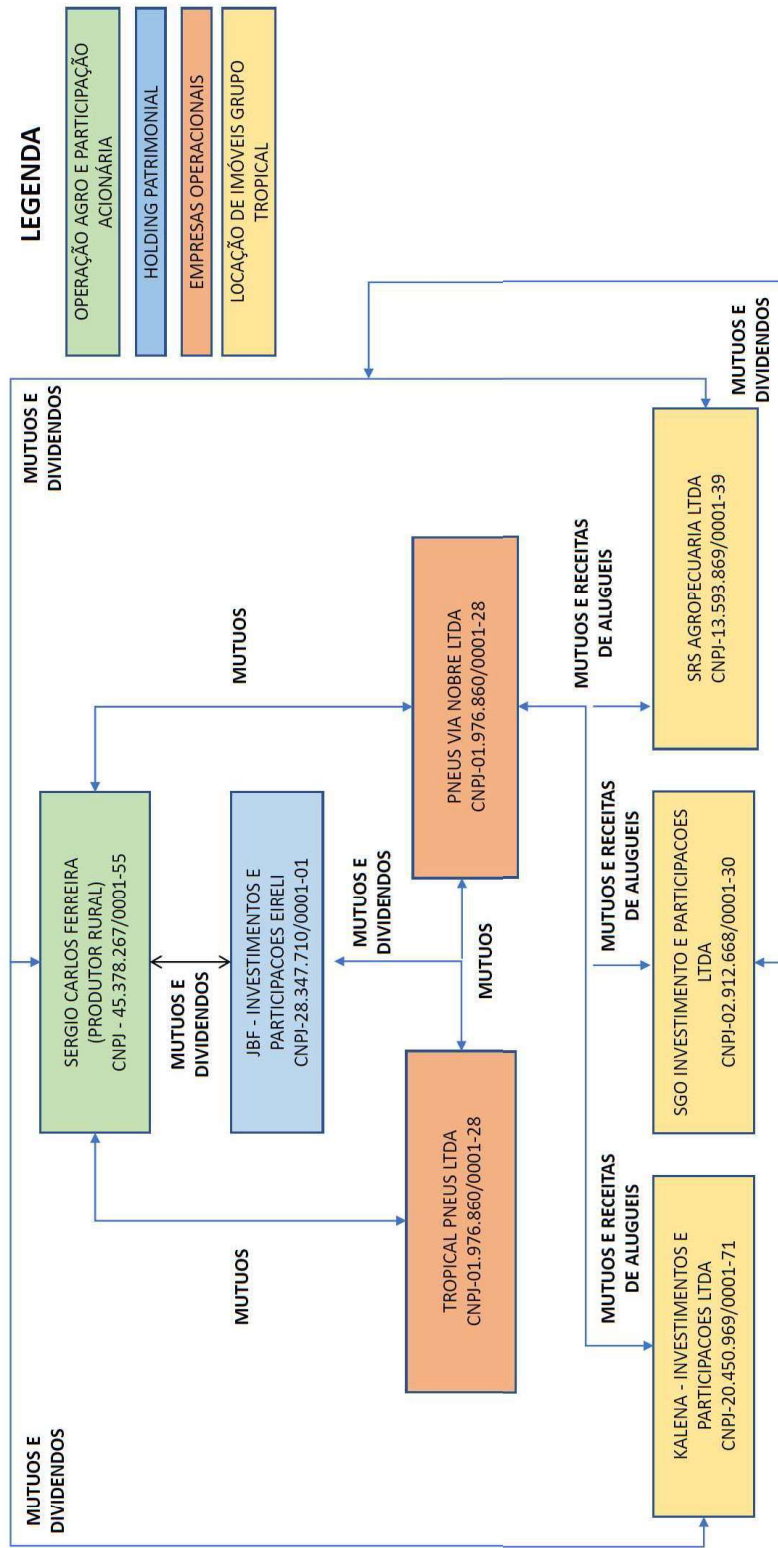 LEGENDA
OPERAÇÃO AGRO E PARTICIPAÇÃO
ACIONÁRIA
HOLDING PATRIMONIAL
EMPRESAS OPERACIONAIS
LOCAÇÃO DE IMÓVEIS GRUPO
TROPICAL
MUTUOS E
DIVIDENDOS
MUTUOS E
DIVIDENDOS
SERGIO CARLOS FERREIRA
(PRODUTOR RURAL)
CNPJ - 45.378.267/0001-55
MUTUOS
MUTUOS E
DIVIDENDOS
MUTUOS
JBF - INVESTIMENTOS E
PARTICIPACOES EIRELI
CNPJ-28.347.710/0001-01
MUTUOS E
DIVIDENDOS
TROPICAL PNEUS LTDA
CNPJ-01.976.860/0001-28
MUTUOS
PNEUS VIA NOBRE LTDA
CNPJ-01.976.860/0001-28
MUTUOS E RECEITAS
DE ALUGUEIS
MUTUOS E RECEITAS
DE ALUGUEIS
MUTUOS E RECEITAS
DE ALUGUEIS
KALENA - INVESTIMENTOS E
PARTICIPACOES LTDA
CNPJ-20.450.969/0001-71
SGO INVESTIMENTO E PARTICIPACOES
LTDA
CNPJ-02.912.668/0001-30
SRS AGROPECUARIA LTDA
CNPJ-13.593.869/0001-39
MUTUOS E
DIVIDENDOS